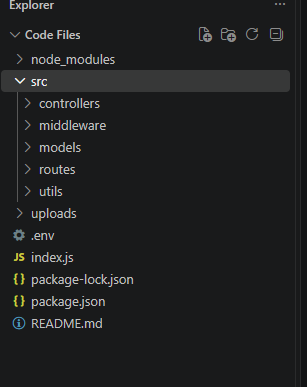 Explorer
Code Files
node_modules
src
controllers
middleware
models
routes
utils
uploads
.env
JS index.js
{ } package-lock.json
{ } package.json
README.md